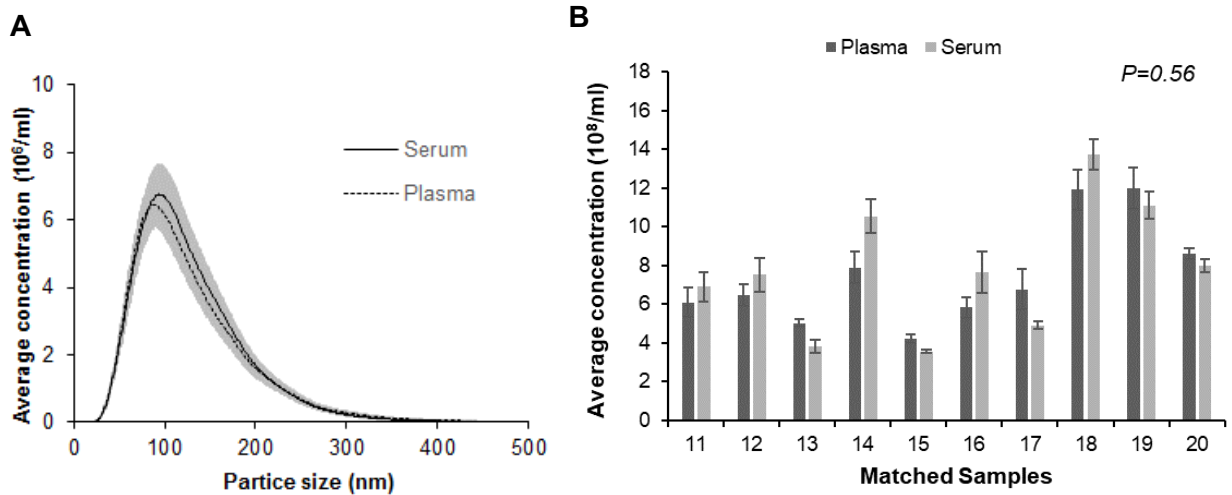 A
Average concentration (10⁶/ml)
10
8
6
4
2
0
Serum
Plasma
0 100 200 300 400 500
Partice size (nm)
B
Plasma Serum
P=0.56
Average concentration (10⁸/ml)
18
16
14
12
10
8
6
4
2
0
11 12 13 14 15 16 17 18 19 20
Matched Samples